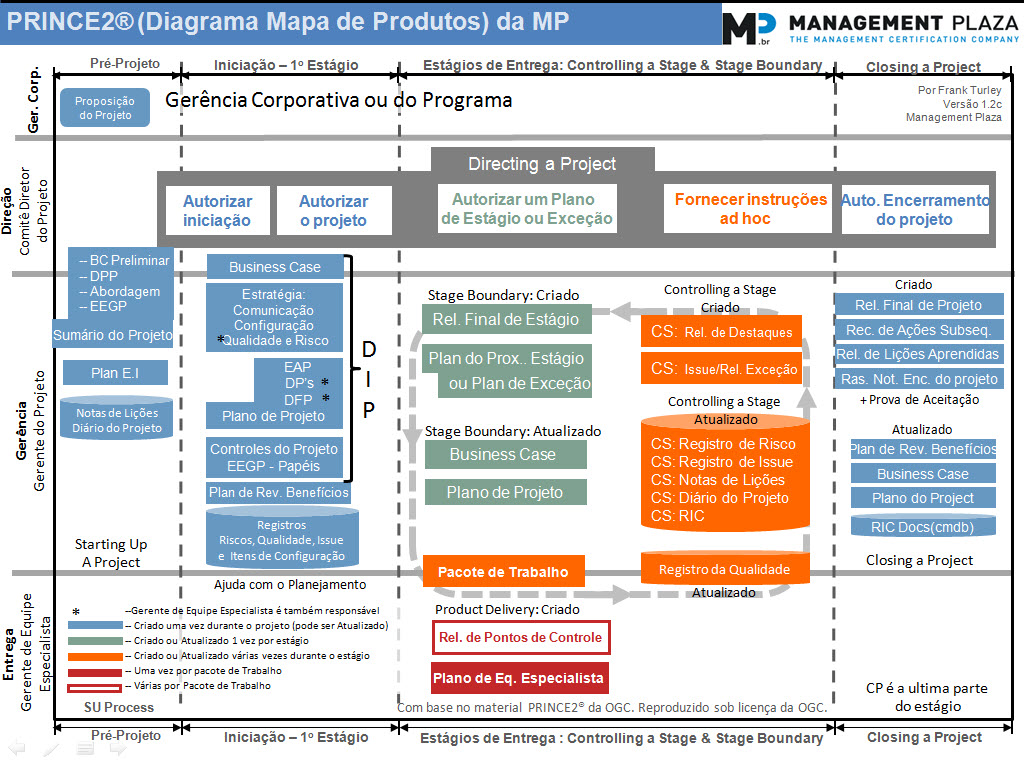 PRINCE2® (Diagrama Mapa de Produtos) da MP
MP
.br
MANAGEMENT PLAZA
THE MANAGEMENT CERTIFICATION COMPANY
Pré-Projeto
Iniciação – 1º Estágio
Estágios de Entrega: Controlling a Stage & Stage Boundary
Closing a Project
Ger. Corp.
Proposição
do Projeto
Gerência Corporativa ou do Programa
Por Frank Turley
Versão 1.2c
Management Plaza
Direção
Comitê Diretor
do Projeto
Directing a Project
Autorizar
iniciação
Autorizar
o projeto
Autorizar um Plano
de Estágio ou Exceção
Fornecer instruções
ad hoc
Auto. Encerramento
do projeto
Gerência
Gerente do Projeto
-- BC Preliminar
-- DPP
-- Abordagem
-- EEGP
Sumário do Projeto
Plan E.I
Notas de Lições
Diário do Projeto
Starting Up
A Project
Business Case
Estratégia:
Comunicação
Configuração
*Qualidade e Risco
EAP
DP's *
DFP *
Plano de Projeto
Controles do Projeto
EEGP - Papéis
Plan de Rev. Benefícios
Registros
Riscos, Qualidade, Issue
e Itens de Configuração
D
I
P
Stage Boundary: Criado
Rel. Final de Estágio
Plan do Prox.. Estágio
ou Plan de Exceção
Stage Boundary: Atualizado
Business Case
Plano de Projeto
Controlling a Stage
Criado
CS: Rel. de Destaques
CS: Issue/Rel. Exceção
Controlling a Stage
Atualizado
CS: Registro de Risco
CS: Registro de Issue
CS: Notas de Lições
CS: Diário do Projeto
CS: RIC
Criado
Rel. Final de Projeto
Rec. de Ações Subseq.
Rel. de Lições Aprendidas
Ras. Not. Enc. do projeto
+ Prova de Aceitação
Atualizado
Plan de Rev. Benefícios
Business Case
Plano do Project
RIC Docs(cmdb)
Closing a Project
Pacote de Trabalho
Registro da Qualidade
Atualizado
Entrega
Gerente de Equipe
Especialista
Ajuda com o Planejamento
* --Gerente de Equipe Especialista é também responsável
-- Criado uma vez durante o projeto (pode ser Atualizado)
-- Criado ou Atualizado 1 vez por estágio
-- Criado ou Atualizado várias vezes durante o estágio
-- Uma vez por pacote de Trabalho
-- Várias por Pacote de Trabalho
SU Process
Product Delivery: Criado
Rel. de Pontos de Controle
Plano de Eq. Especialista
Com base no material PRINCE2® da OGC. Reproduzido sob licença da OGC.
CP é a ultima parte
do estágio
Pré-Projeto
Iniciação – 1º Estágio
Estágios de Entrega : Controlling a Stage & Stage Boundary
Closing a Project